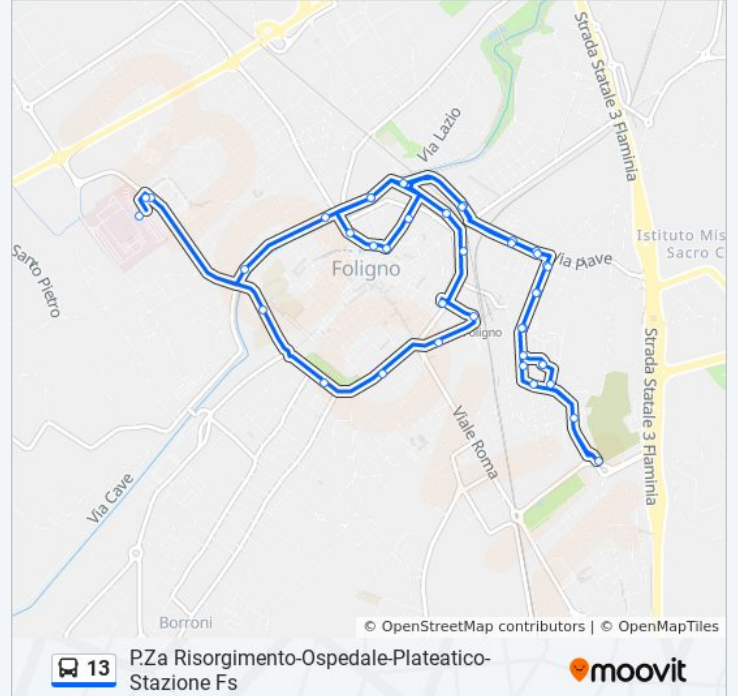 Strada Statale 3 Flaminia
Via Lazio
Istituto Mis
Sacro C
Via Piave
Santo Pietro
Foligno
oligno
Strada Statale 3 Flaminia
Viale Roma
Via Cave
Borroni
© OpenStreetMap contributors | © OpenMapTiles
13
P.Za Risorgimento-Ospedale-Plateatico-
Stazione Fs
moovit